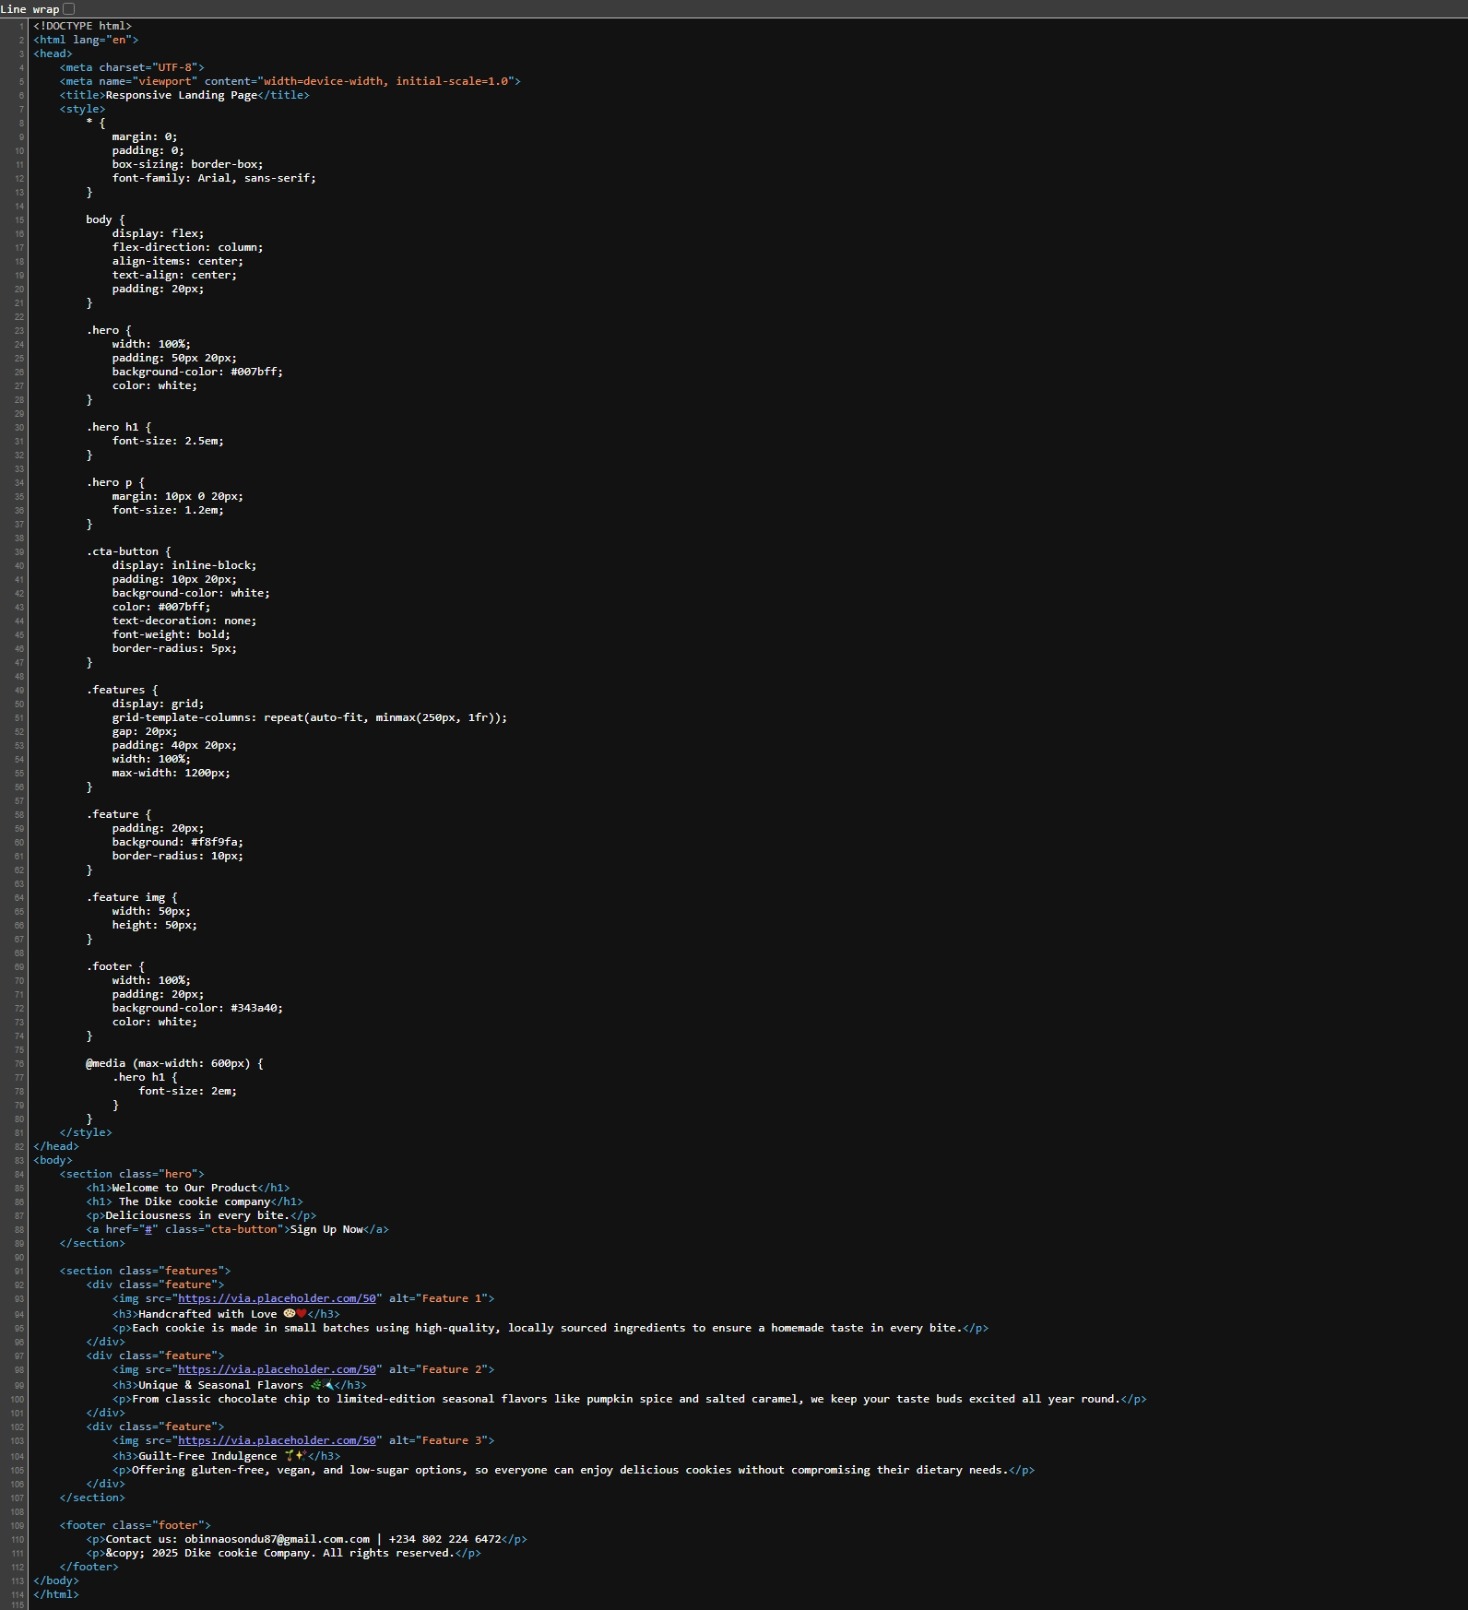 Line wrap
1 <!DOCTYPE html>
2 <html lang="en">
3 <head>
4     <meta charset="UTF-8">
5     <meta name="viewport" content="width=device-width, initial-scale=1.0">
6     <title>Responsive Landing Page</title>
7     <style>
8         * {
9             margin: 0;
10             padding: 0;
11             box-sizing: border-box;
12             font-family: Arial, sans-serif;
13         }
14
15         body {
16             display: flex;
17             flex-direction: column;
18             align-items: center;
19             text-align: center;
20             padding: 20px;
21         }
22
23         .hero {
24             width: 100%;
25             padding: 50px 20px;
26             background-color: #007bff;
27             color: white;
28         }
29
30         .hero h1 {
31             font-size: 2.5em;
32         }
33
34         .hero p {
35             margin: 10px 0 20px;
36             font-size: 1.2em;
37         }
38
39         .cta-button {
40             display: inline-block;
41             padding: 10px 20px;
42             background-color: white;
43             color: #007bff;
44             text-decoration: none;
45             font-weight: bold;
46             border-radius: 5px;
47         }
48
49         .features {
50             display: grid;
51             grid-template-columns: repeat(auto-fit, minmax(250px, 1fr));
52             gap: 20px;
53             padding: 40px 20px;
54             width: 100%;
55             max-width: 1200px;
56         }
57
58         .feature {
59             padding: 20px;
60             background: #f8f9fa;
61             border-radius: 10px;
62         }
63
64         .feature img {
65             width: 50px;
66             height: 50px;
67         }
68
69         .footer {
70             width: 100%;
71             padding: 20px;
72             background-color: #343a40;
73             color: white;
74         }
75
76         @media (max-width: 600px) {
77             .hero h1 {
78                 font-size: 2em;
79             }
80         }
81     </style>
82 </head>
83 <body>
84     <section class="hero">
85         <h1>Welcome to Our Product</h1>
86         <h1> The Dike cookie company</h1>
87         <p>Deliciousness in every bite.</p>
88         <a href="#" class="cta-button">Sign Up Now</a>
89     </section>
90
91     <section class="features">
92         <div class="feature">
93             <img src="https://via.placeholder.com/50" alt="Feature 1">
94             <h3>Handcrafted with Love 🍪❤️</h3>
95             <p>Each cookie is made in small batches using high-quality, locally sourced ingredients to ensure a homemade taste in every bite.</p>
96         </div>
97         <div class="feature">
98             <img src="https://via.placeholder.com/50" alt="Feature 2">
99             <h3>Unique & Seasonal Flavors </h3>
100             <p>From classic chocolate chip to limited-edition seasonal flavors like pumpkin spice and salted caramel, we keep your taste buds excited all year round.</p>
101         </div>
102         <div class="feature">
103             <img src="https://via.placeholder.com/50" alt="Feature 3">
104             <h3>Guilt-Free Indulgence 🌱✨</h3>
105             <p>Offering gluten-free, vegan, and low-sugar options, so everyone can enjoy delicious cookies without compromising their dietary needs.</p>
106         </div>
107     </section>
108
109     <footer class="footer">
110         <p>Contact us: obinnaosondu87@gmail.com.com | +234 802 224 6472</p>
111         <p>&copy; 2025 Dike cookie Company. All rights reserved.</p>
112     </footer>
113 </body>
114 </html>
115